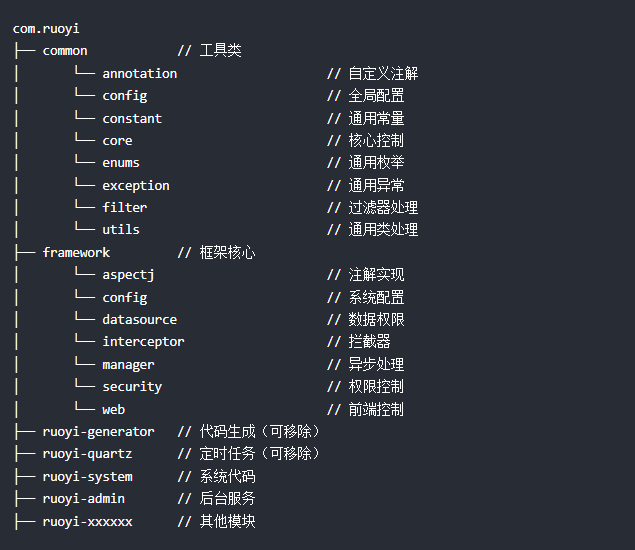 com.ruoyi
├── common            // 工具类
│       └── annotation                    // 自定义注解
│       └── config                        // 全局配置
│       └── constant                      // 通用常量
│       └── core                          // 核心控制
│       └── enums                         // 通用枚举
│       └── exception                     // 通用异常
│       └── filter                        // 过滤器处理
│       └── utils                         // 通用类处理
├── framework         // 框架核心
│       └── aspectj                       // 注解实现
│       └── config                        // 系统配置
│       └── datasource                    // 数据权限
│       └── interceptor                   // 拦截器
│       └── manager                       // 异步处理
│       └── security                      // 权限控制
│       └── web                           // 前端控制
├── ruoyi-generator   // 代码生成（可移除）
├── ruoyi-quartz      // 定时任务（可移除）
├── ruoyi-system      // 系统代码
├── ruoyi-admin       // 后台服务
├── ruoyi-xxxxxx      // 其他模块